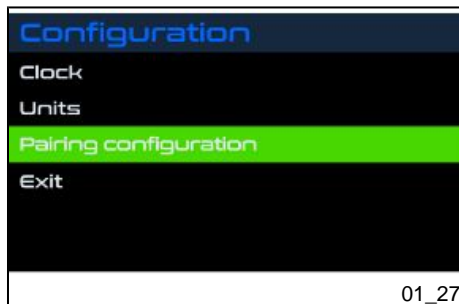 Configuration
Clock
Units
Pairing configuration
Exit
01_27